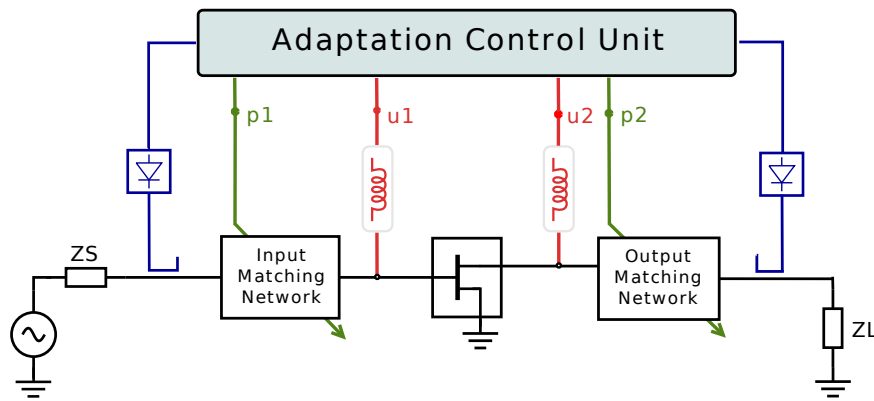 Adaptation Control Unit
p1
u1
u2
p2
ZS
Input
Matching
Network
Output
Matching
Network
ZL